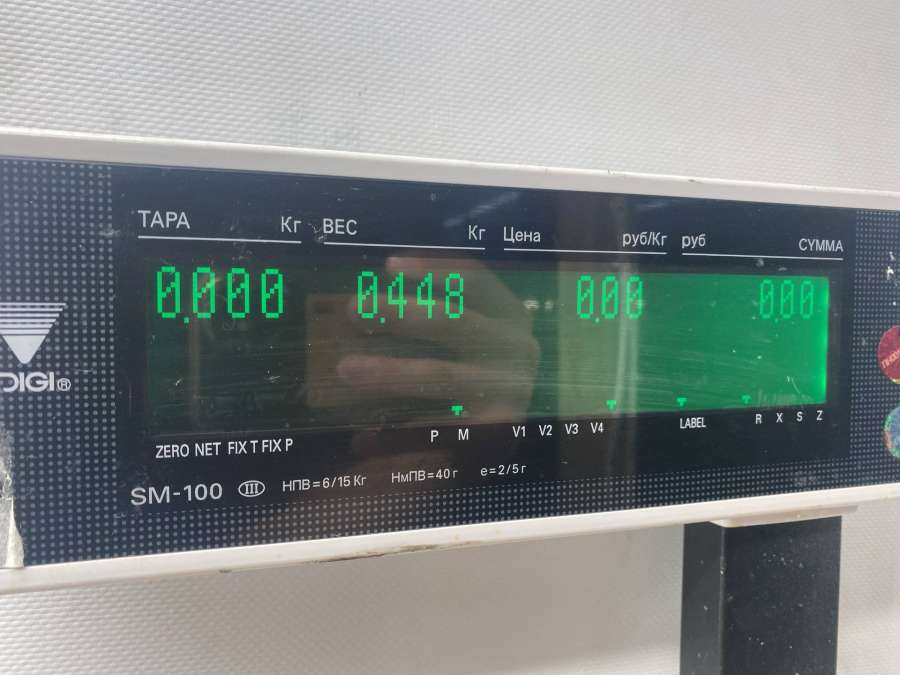 ТАРА Кг ВЕС Кг Цена руб/Кг руб СУММА
0.000 0.448 0.00 0.00
DIGI®
P M V1 V2 V3 V4 LABEL R X S Z
ZERO NET FIX T FIX P
SM-100 III НПВ=6/15 Кг НмПВ=40 г e=2/5 г